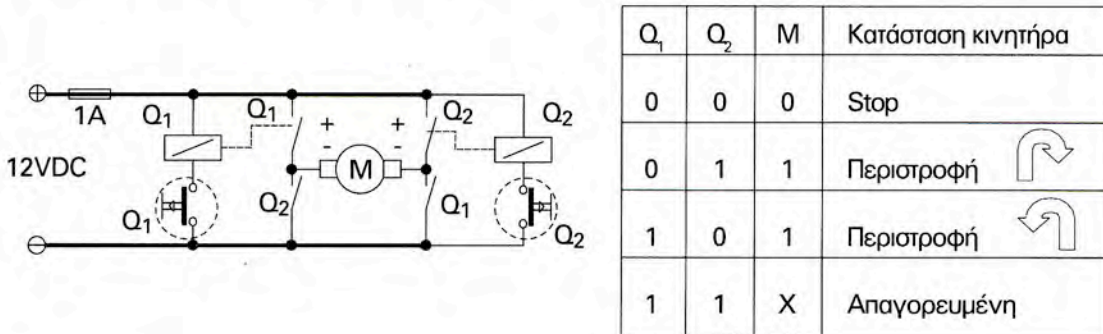 1A
Q1
Q1
Q2
Q2
+
+
-
-
M
12VDC
Q1
Q2
Q1
Q2
Q1 Q2 M Κατάσταση κινητήρα
0 0 0 Stop
0 1 1 Περιστροφή
1 0 1 Περιστροφή
1 1 X Απαγορευμένη